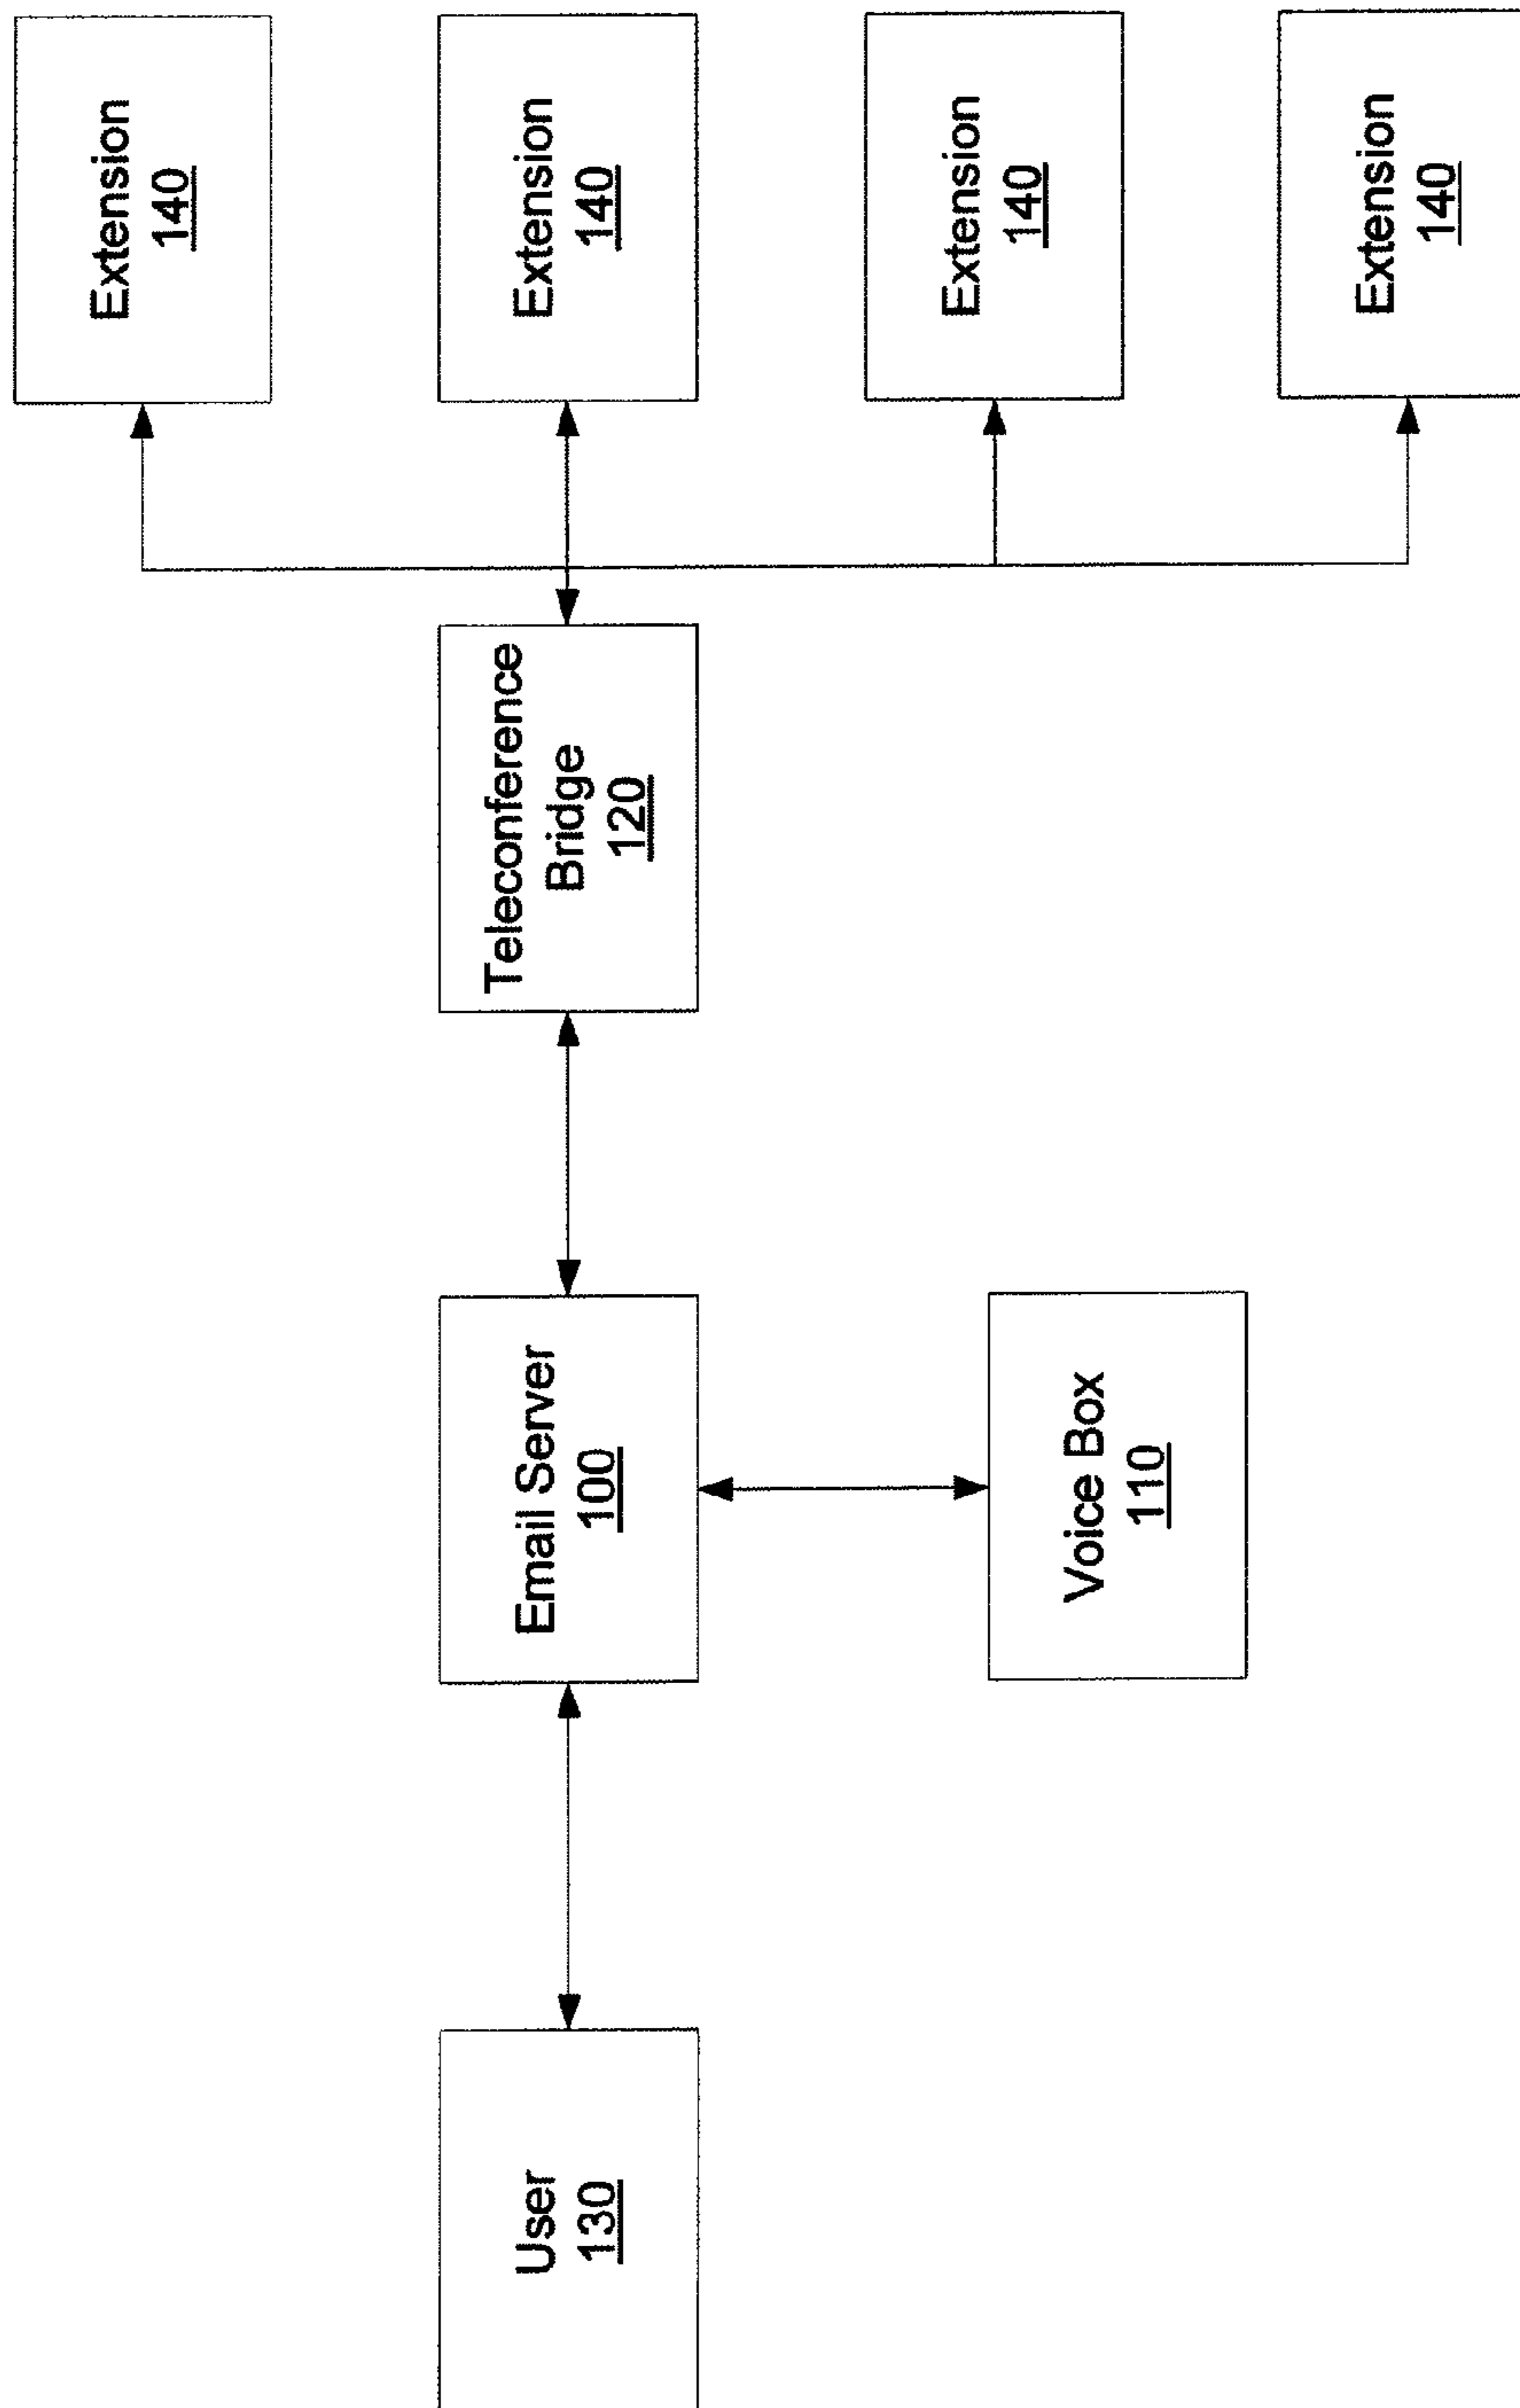 User
130
Email Server
100
Voice Box
110
Teleconference
Bridge
120
Extension
140
Extension
140
Extension
140
Extension
140